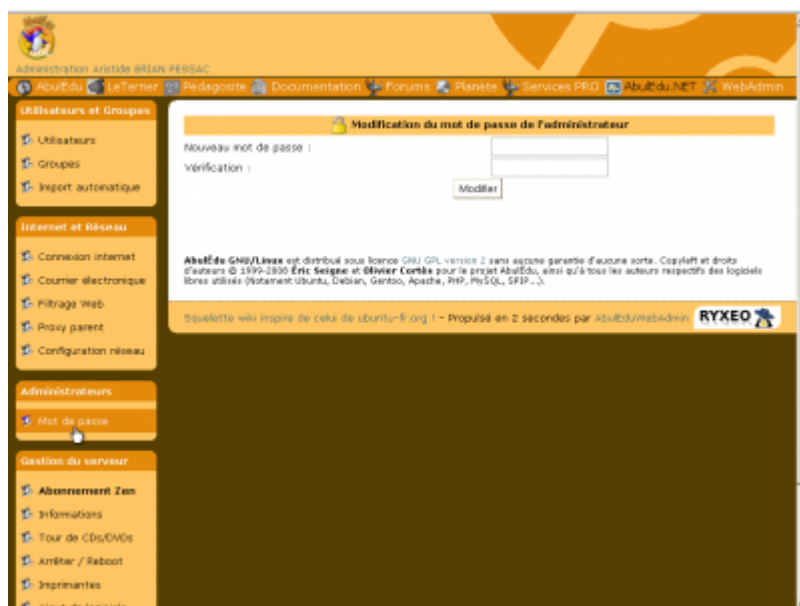 AbulEdu
Administration Aristide BRIAN PESSAC
AbulEdu LeTerrier Pedagosite Documentation Forums Planete Services PRO AbulEdu.NET WebAdmin
Utilisateurs et Groupes
Utilisateurs
Groupes
Import automatique
Internet et Réseau
Connexion internet
Courrier électronique
Filtrage Web
Proxy parent
Configuration réseau
Administrateurs
Mot de passe
Gestion du serveur
Abonnement Zen
Informations
Tour de CDs/DVDs
Arrêter / Reboot
Imprimantes
Ajout de logiciels
Modification du mot de passe de l'administrateur
Nouveau mot de passe :
Vérification :
Modifier
AbulÉdu GNU/Linux est distribué sous licence GNU GPL version 2 sans aucune garantie d'aucune sorte. Copyleft et droits
d'auteurs © 1999-2008 Éric Seigne et Olivier Cortès pour le projet AbulÉdu, ainsi qu'à tous les auteurs respectifs des logiciels
libres utilisés (Notament Ubuntu, Debian, Gentoo, Apache, PHP, MySQL, SPIP ...).
Squelette wiki inspire de celui de ubuntu-fr.org ! - Propulsé en 2 secondes par AbulEduWebAdmin
RYXEO